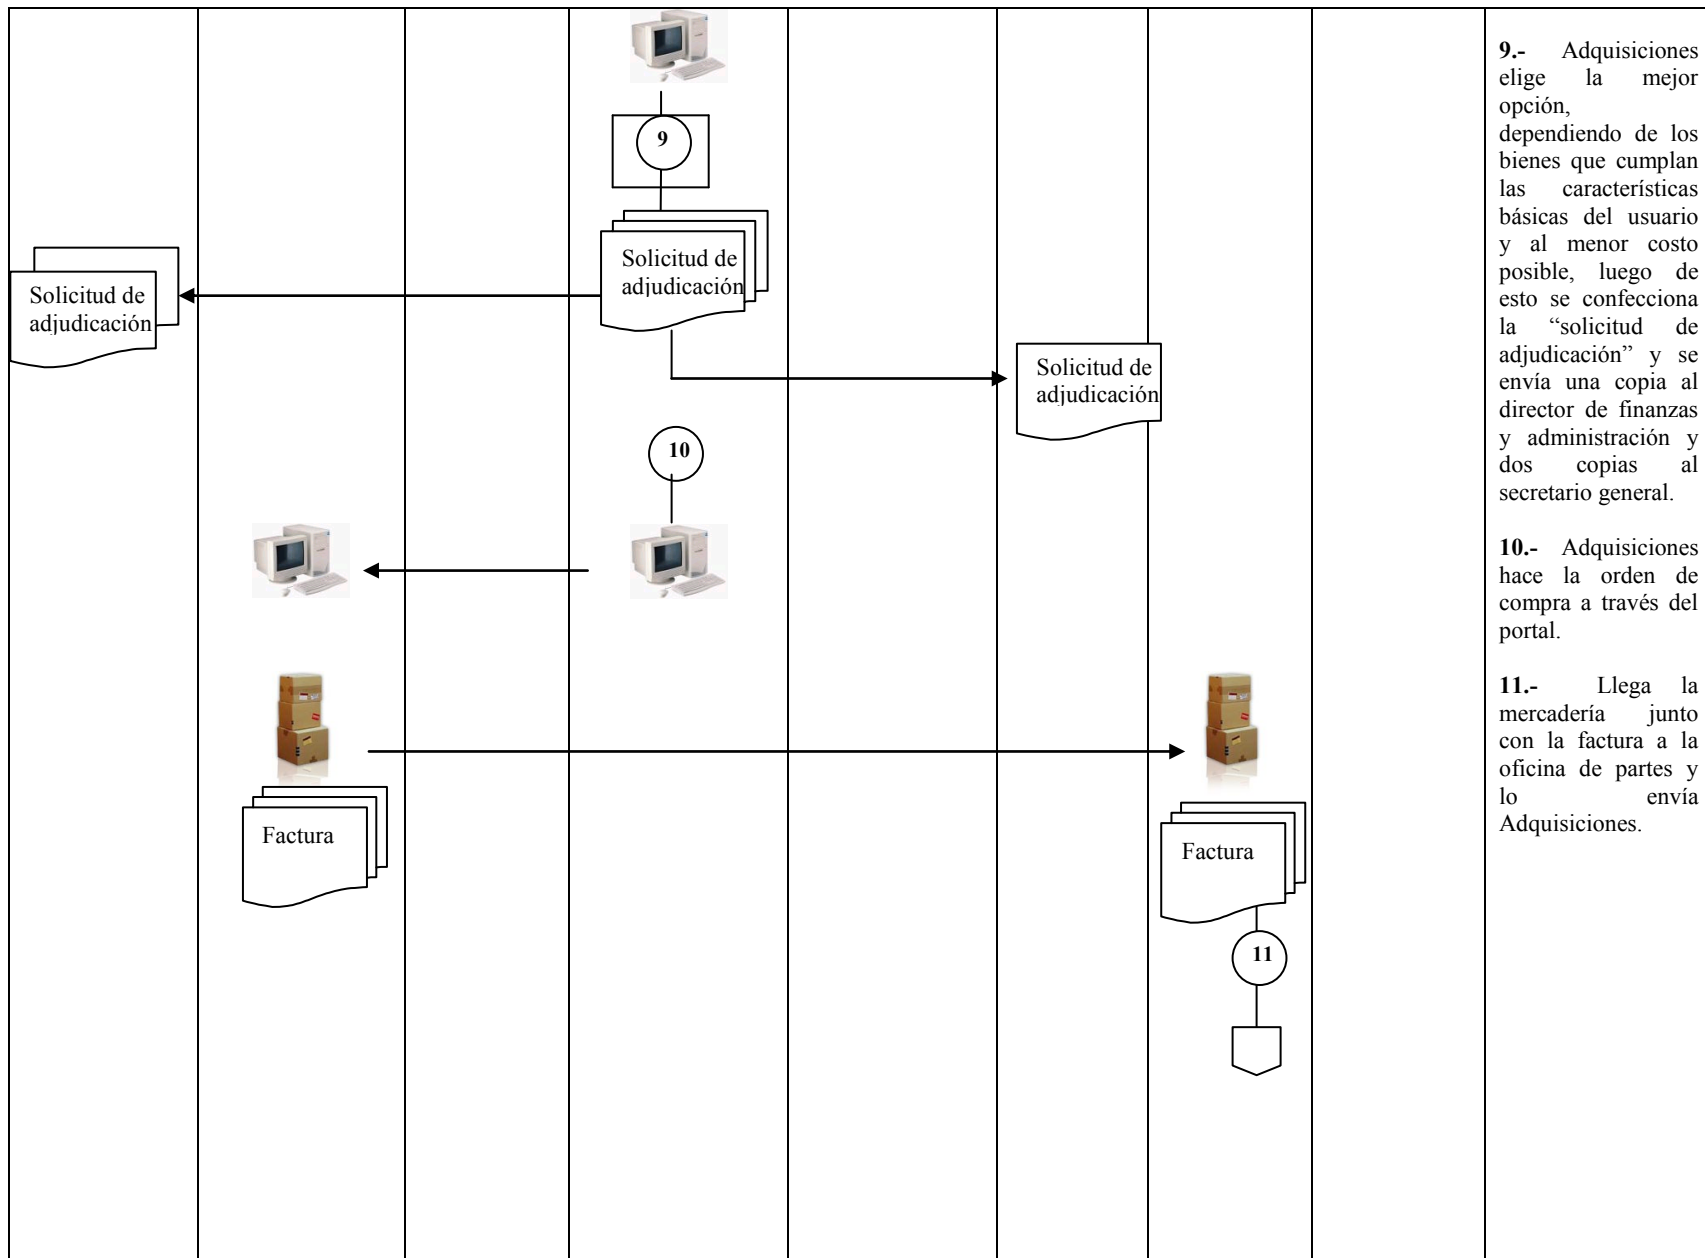 9
Solicitud de
adjudicación
Solicitud de
adjudicación
Solicitud de
adjudicación
10
Factura
Factura
11
9.- Adquisiciones
elige la mejor
opción,
dependiendo de los
bienes que cumplan
las características
básicas del usuario
y al menor costo
posible, luego de
esto se confecciona
la “solicitud de
adjudicación” y se
envía una copia al
director de finanzas
y administración y
dos copias al
secretario general.
10.- Adquisiciones
hace la orden de
compra a través del
portal.
11.- Llega la
mercadería junto
con la factura a la
oficina de partes y
lo envía
Adquisiciones.